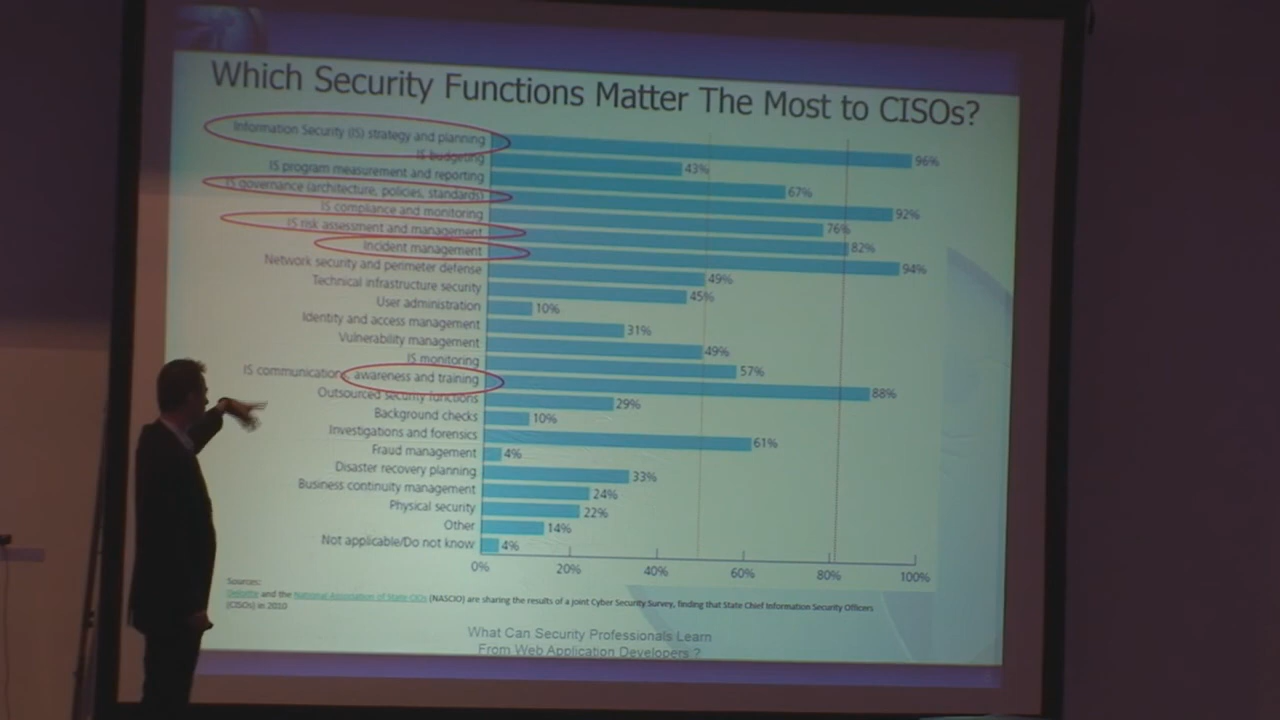 Which Security Functions Matter The Most to CISOs?
Information Security (IS) strategy and planning 96%
IS budgeting 43%
IS program measurement and reporting 67%
IS governance (architecture, policies, standards) 92%
IS compliance and monitoring 76%
IS risk assessment and management 82%
Incident management 94%
Network security and perimeter defense 49%
Technical infrastructure security 45%
User administration 10%
Identity and access management 31%
Vulnerability management 49%
IS monitoring 57%
IS communications, awareness and training 88%
Outsourced security functions 29%
Background checks 10%
Investigations and forensics 61%
Fraud management 4%
Disaster recovery planning 33%
Business continuity management 24%
Physical security 22%
Other 14%
Not applicable/Do not know 4%
0% 20% 40% 60% 80% 100%
Sources:
Deloitte and the National Association of State CIOs (NASCIO) are sharing the results of a joint Cyber Security Survey, finding that State Chief Information Security Officers
(CISOs) in 2010
What Can Security Professionals Learn
From Web Application Developers ?